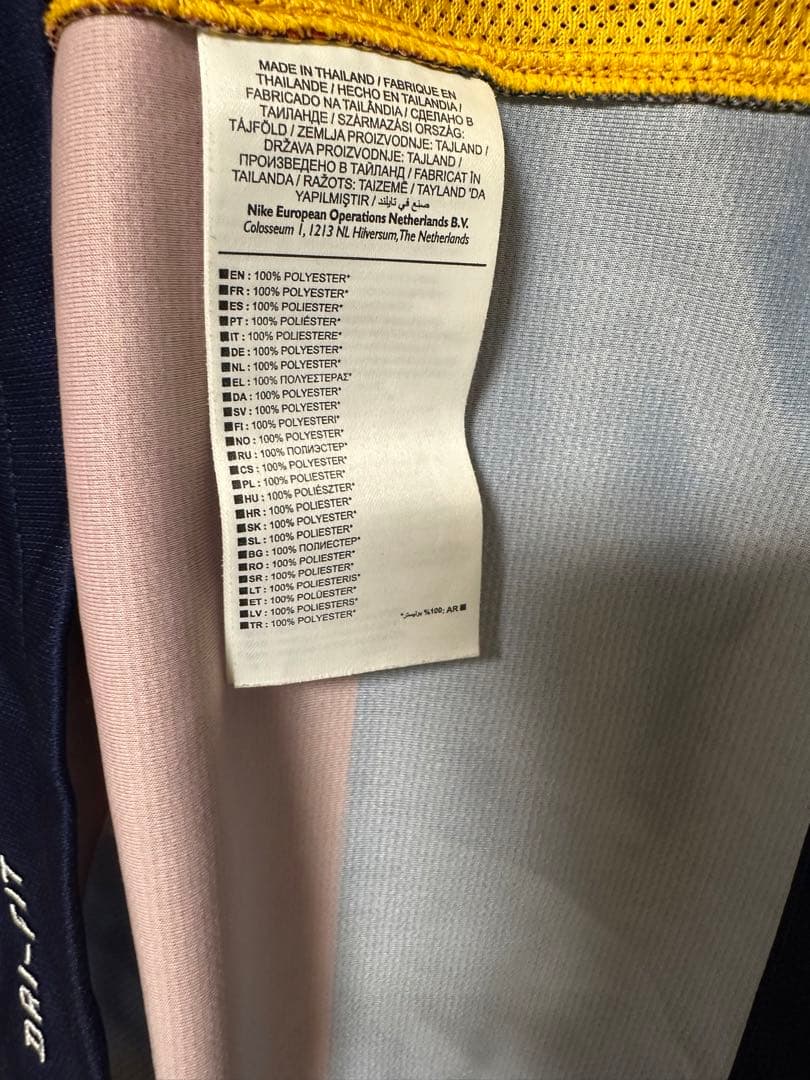 MADE IN THAILAND / FABRIQUE EN
THAILANDE / HECHO EN TAILANDIA /
FABRICADO NA TAILÂNDIA / СДЕЛАНО В
ТАИЛАНДЕ / SZÁRMAZÁSI ORSZÁG:
TÁJFÖLD / ZEMLJA PROIZVODNJE: TAJLAND /
DRŽAVA PROIZVODNJE: TAJLAND /
ПРОИЗВЕДЕНО В ТАЙЛАНД / FABRICAT ÎN
TAILANDA / RAŽOTS: TAIZEMĒ / TAYLAND 'DA
YAPILMIŞTIR / صنع في تايلند
Nike European Operations Netherlands B.V.
Colosseum 1, 1213 NL Hilversum, The Netherlands
EN : 100% POLYESTER*
FR : 100% POLYESTER*
ES : 100% POLIESTER*
PT : 100% POLIÉSTER*
IT : 100% POLIESTERE*
DE : 100% POLYESTER*
NL : 100% POLYESTER*
EL : 100% ΠΟΛΥΕΣΤΕΡΑΣ*
DA : 100% POLYESTER*
SV : 100% POLYESTER*
FI : 100% POLYESTERI*
NO : 100% POLYESTER*
RU : 100% ПОЛИЭСТЕР*
CS : 100% POLYESTER*
PL : 100% POLIESTER*
HU : 100% POLIÉSZTER*
HR : 100% POLIESTER*
SK : 100% POLYESTER*
SL : 100% POLIESTER*
BG : 100% ПОЛИЕСТЕР*
RO : 100% POLIESTER*
SR : 100% POLIESTER*
LT : 100% POLIESTERIS*
ET : 100% POLÜESTER*
LV : 100% POLIESTERS*
TR : 100% POLYESTER*
AR :100% بوليستر*
DRI-FIT